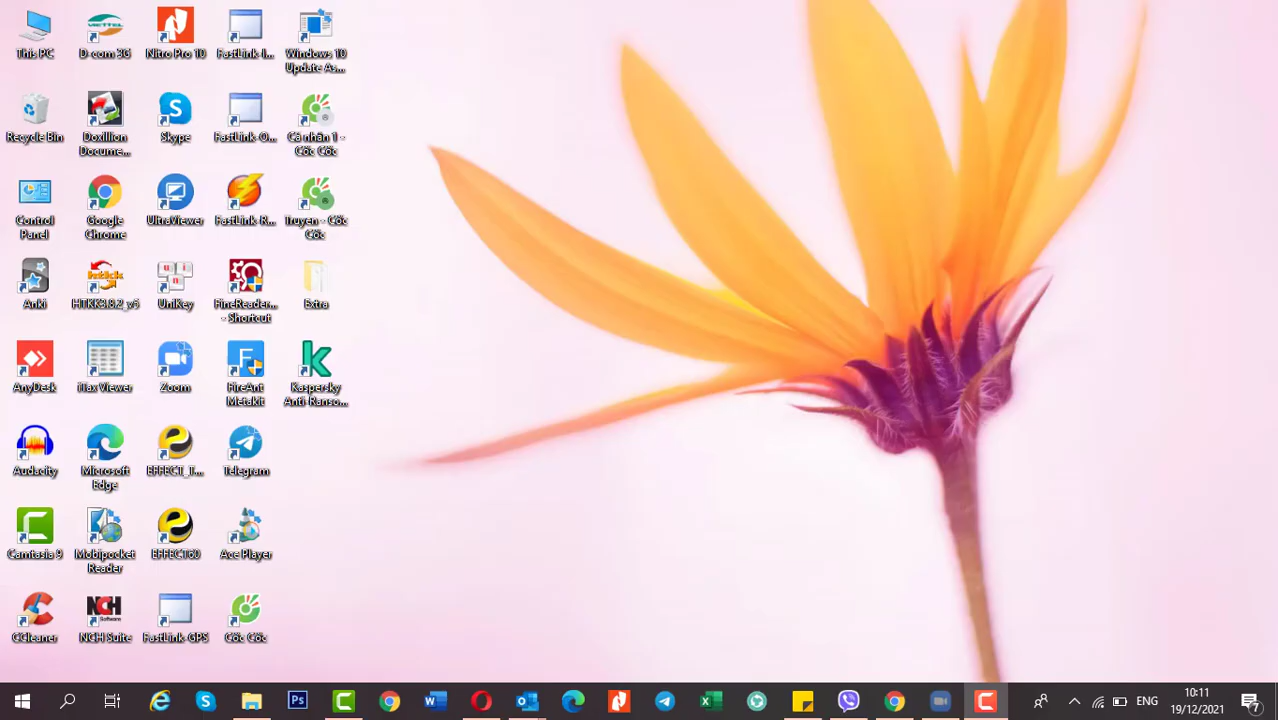 This PC
D-com 3G
Nitro Pro 10
FastLink-I...
Windows 10
Update As...
Recycle Bin
Doxillion
Docume...
Skype
FastLink-O...
Cá nhân 1 -
Cốc Cốc
Control
Panel
Google
Chrome
UltraViewer
FastLink-R...
Truyen - Cốc
Cốc
Anki
HTKK3.8.2_v5
UniKey
FineReader...
- Shortcut
Extra
AnyDesk
iTax Viewer
Zoom
FireAnt
Metakit
Kaspersky
Anti-Ranso...
Audacity
Microsoft
Edge
EFFECT_T...
Telegram
Camtasia 9
Mobipocket
Reader
EFFECT60
Ace Player
CCleaner
NCH Suite
FastLink-GPS
Cốc Cốc
ENG
10:11
19/12/2021
7